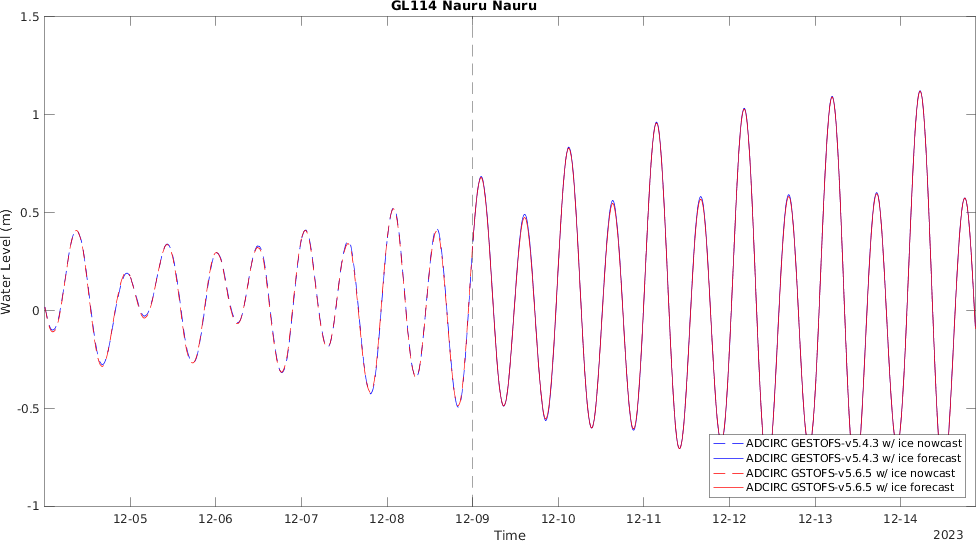 GL114 Nauru Nauru
1.5
1
0.5
0
-0.5
-1
Water Level (m)
ADCIRC GESTOFS-v5.4.3 w/ ice nowcast
ADCIRC GESTOFS-v5.4.3 w/ ice forecast
ADCIRC GSTOFS-v5.6.5 w/ ice nowcast
ADCIRC GSTOFS-v5.6.5 w/ ice forecast
12-05 12-06 12-07 12-08 12-09 12-10 12-11 12-12 12-13 12-14
Time
2023